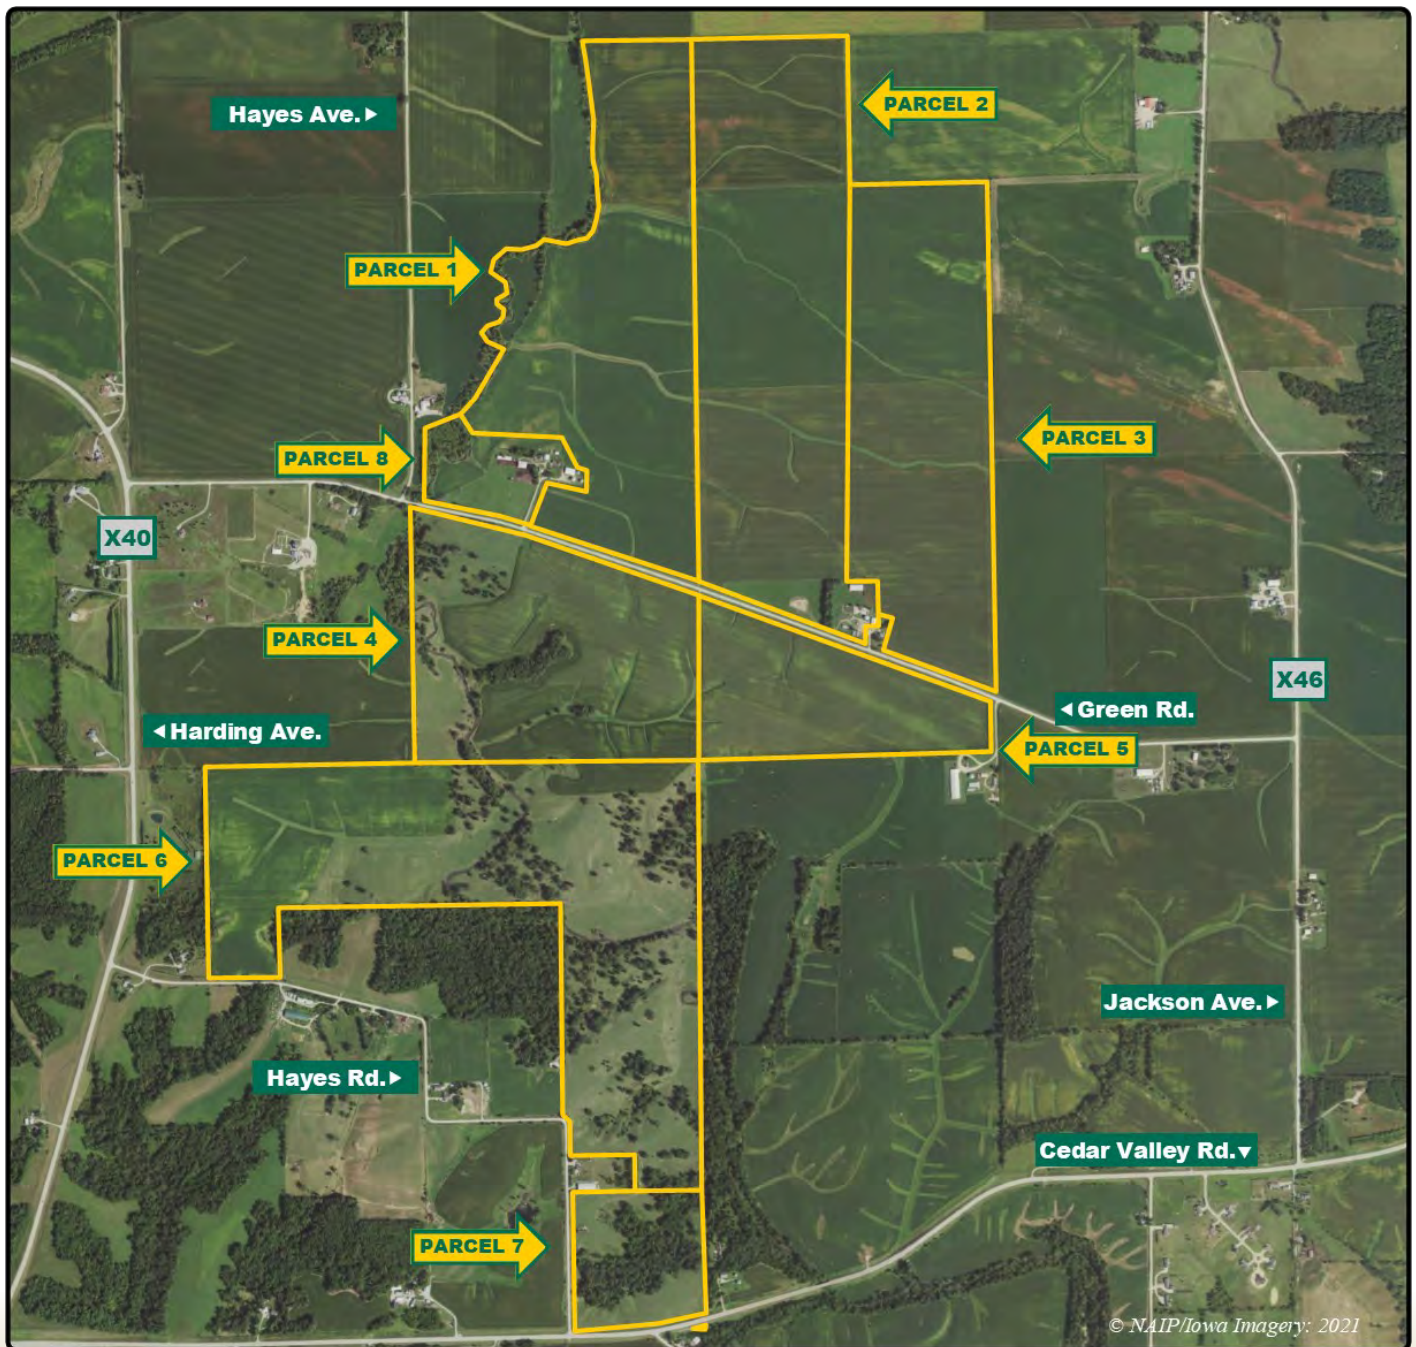 Hayes Ave.▶
PARCEL 2
PARCEL 1
PARCEL 3
PARCEL 8
X40
PARCEL 4
X46
◀Green Rd.
◀Harding Ave.
PARCEL 5
PARCEL 6
Jackson Ave.▶
Hayes Rd.▶
Cedar Valley Rd.▼
PARCEL 7
© NAIP/Iowa Imagery: 2021